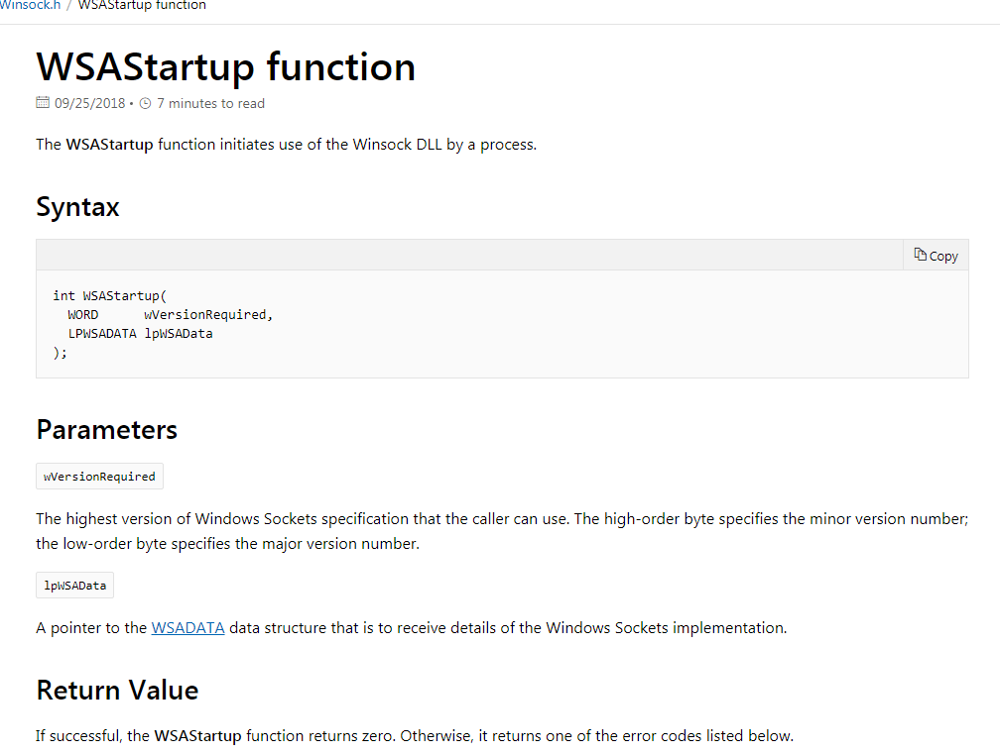 Winsock.h / WSAStartup function
WSAStartup function
09/25/2018 • 7 minutes to read
The WSAStartup function initiates use of the Winsock DLL by a process.
Syntax
Copy
int WSAStartup(
WORD wVersionRequired,
LPWSADATA lpWSAData
);
Parameters
wVersionRequired
The highest version of Windows Sockets specification that the caller can use. The high-order byte specifies the minor version number;
the low-order byte specifies the major version number.
lpWSAData
A pointer to the WSADATA data structure that is to receive details of the Windows Sockets implementation.
Return Value
If successful, the WSAStartup function returns zero. Otherwise, it returns one of the error codes listed below.